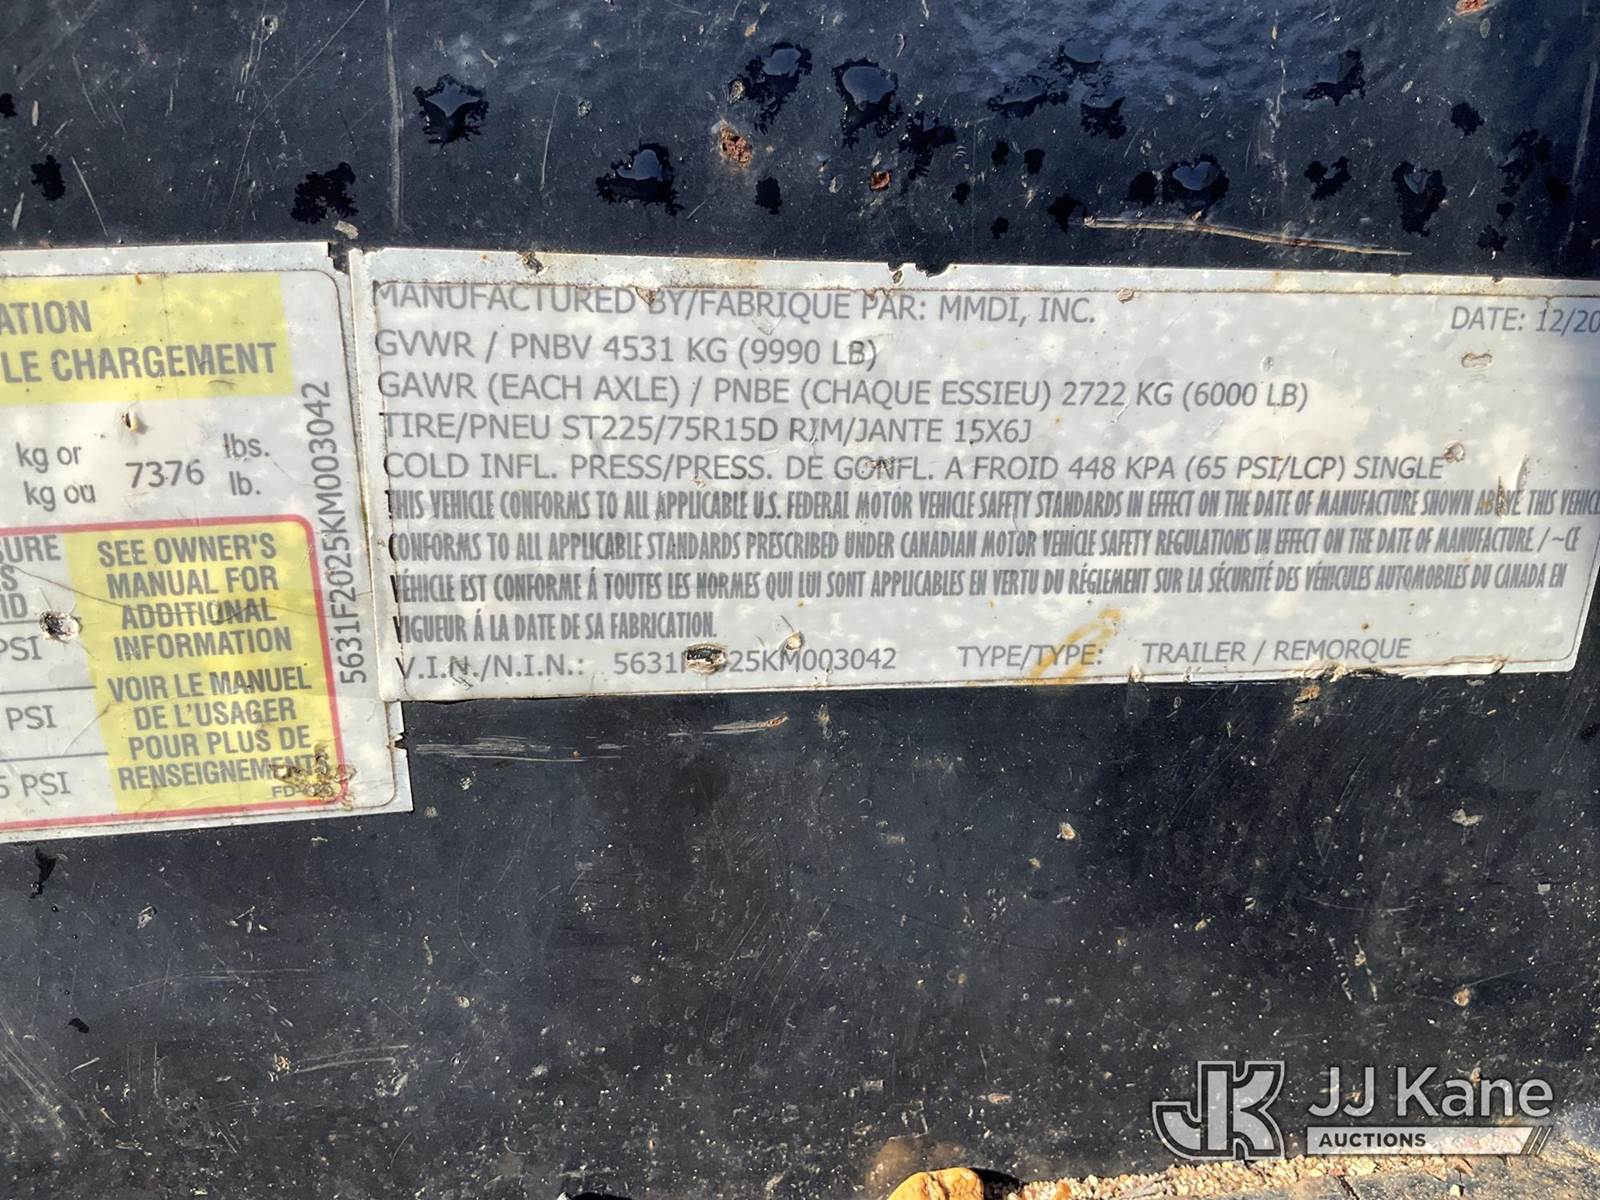 LE CHARGEMENT
kg or 7376 lbs.
kg ou lb.
SEE OWNER'S
MANUAL FOR
ADDITIONAL
INFORMATION
VOIR LE MANUEL
DE L'USAGER
POUR PLUS DE
RENSEIGNEMENTS
PSI
PSI
PSI
5631F2025KM003042
MANUFACTURED BY/FABRIQUE PAR: MMDI, INC. DATE: 12/20
GVWR / PNBV 4531 KG (9990 LB)
GAWR (EACH AXLE) / PNBE (CHAQUE ESSIEU) 2722 KG (6000 LB)
TIRE/PNEU ST225/75R15D RIM/JANTE 15X6J
COLD INFL. PRESS/PRESS. DE GONFL. A FROID 448 KPA (65 PSI/LCP) SINGLE
THIS VEHICLE CONFORMS TO ALL APPLICABLE U.S. FEDERAL MOTOR VEHICLE SAFETY STANDARDS IN EFFECT ON THE DATE OF MANUFACTURE SHOWN ABOVE THIS
CONFORMS TO ALL APPLICABLE STANDARDS PRESCRIBED UNDER CANADIAN MOTOR VEHICLE SAFETY REGULATIONS IN EFFECT ON THE DATE OF MANUFACTURE. / ~CE
VÉHICLE EST CONFORME Á TOUTES LES NORMES QUI LUI SONT APPLICABLES EN VERTU DU RÉGLEMENT SUR LA SÉCURITÉ DES VÉHICULES AUTOMOBILES DU CANADA EN
VIGUEUR Á LA DATE DE SA FABRICATION.
V.I.N./N.I.N.: TYPE/TYPE: TRAILER / REMORQUE
JJ Kane
AUCTIONS